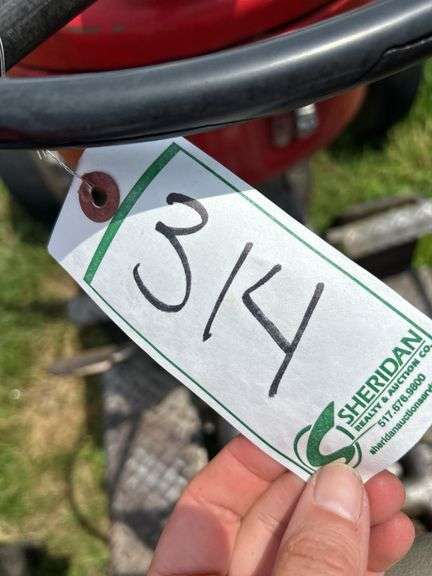 314
SHERIDAN
REALTY & AUCTION CO.
517.676.9800